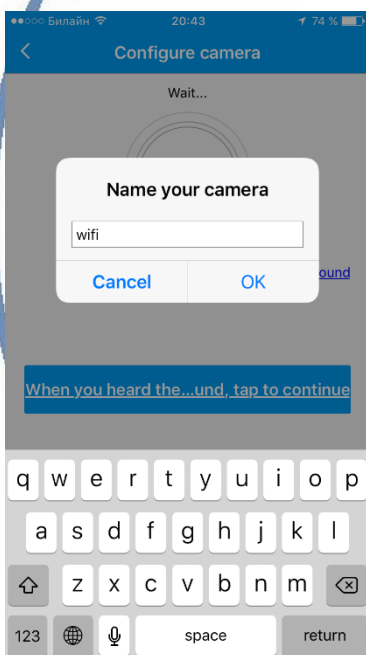 Билайн 20:43 74 %
Configure camera
Wait...
Name your camera
wifi
Cancel OK
ound
When you heard the...und, tap to continue
q w e r t y u i o p
a s d f g h j k l
z x c v b n m
123 space return